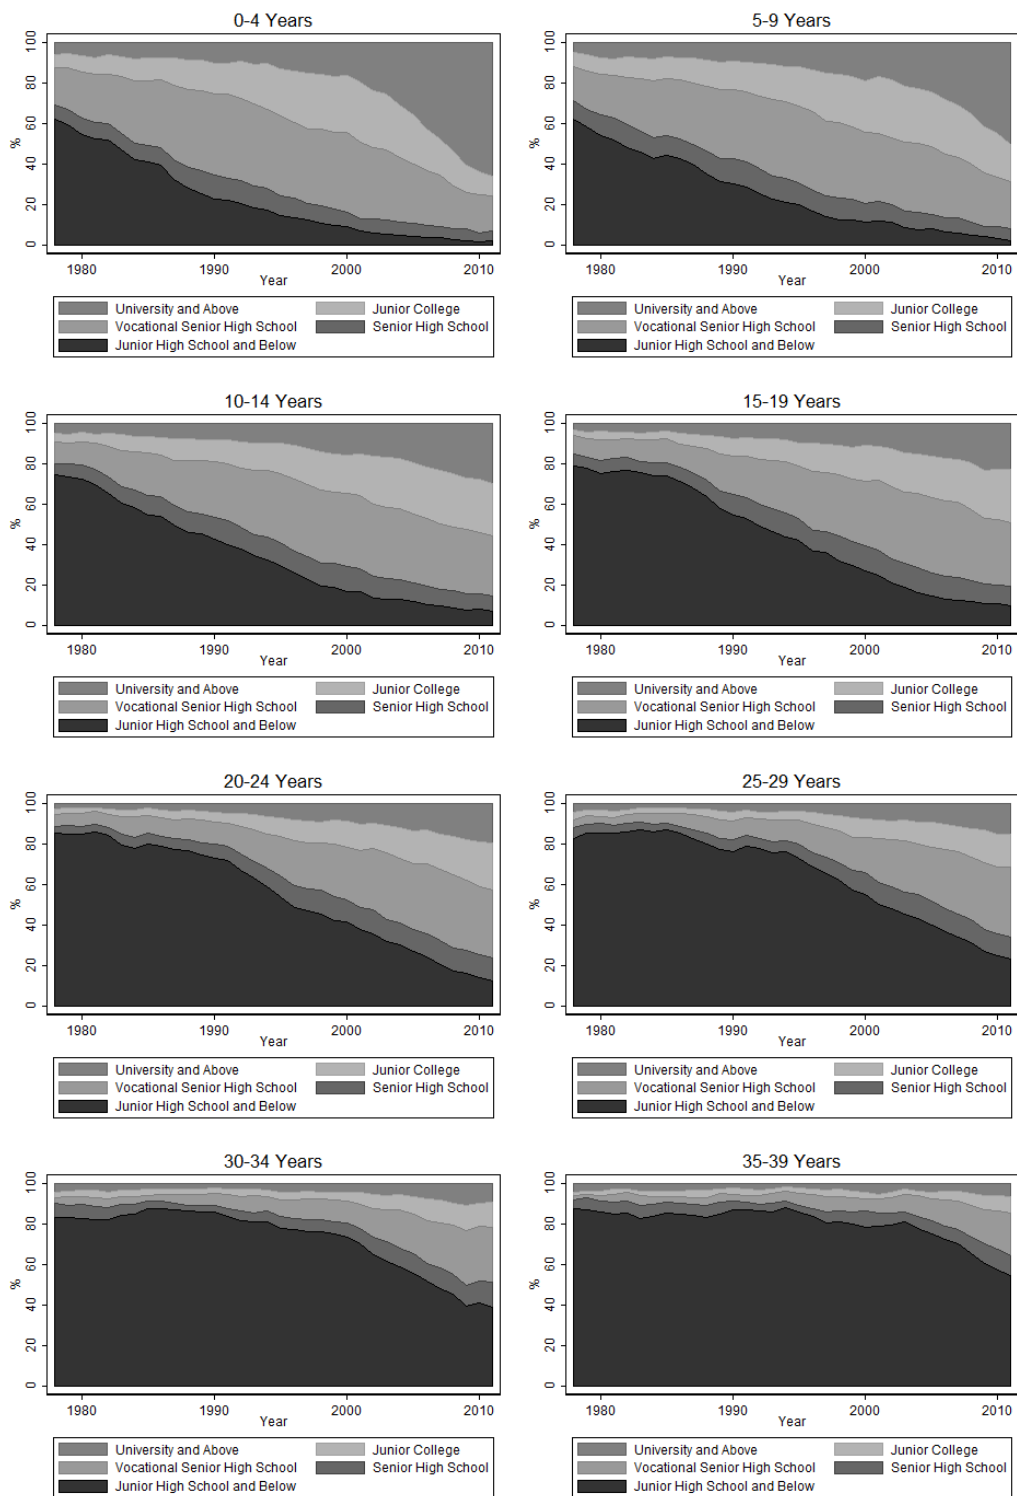 0-4 Years
100
80
60
40
20
0
%
1980 1990 2000 2010
Year
University and Above Junior College
Vocational Senior High School Senior High School
Junior High School and Below
5-9 Years
100
80
60
40
20
0
%
1980 1990 2000 2010
Year
University and Above Junior College
Vocational Senior High School Senior High School
Junior High School and Below
10-14 Years
100
80
60
40
20
0
%
1980 1990 2000 2010
Year
University and Above Junior College
Vocational Senior High School Senior High School
Junior High School and Below
15-19 Years
100
80
60
40
20
0
%
1980 1990 2000 2010
Year
University and Above Junior College
Vocational Senior High School Senior High School
Junior High School and Below
20-24 Years
100
80
60
40
20
0
%
1980 1990 2000 2010
Year
University and Above Junior College
Vocational Senior High School Senior High School
Junior High School and Below
25-29 Years
100
80
60
40
20
0
%
1980 1990 2000 2010
Year
University and Above Junior College
Vocational Senior High School Senior High School
Junior High School and Below
30-34 Years
100
80
60
40
20
0
%
1980 1990 2000 2010
Year
University and Above Junior College
Vocational Senior High School Senior High School
Junior High School and Below
35-39 Years
100
80
60
40
20
0
%
1980 1990 2000 2010
Year
University and Above Junior College
Vocational Senior High School Senior High School
Junior High School and Below